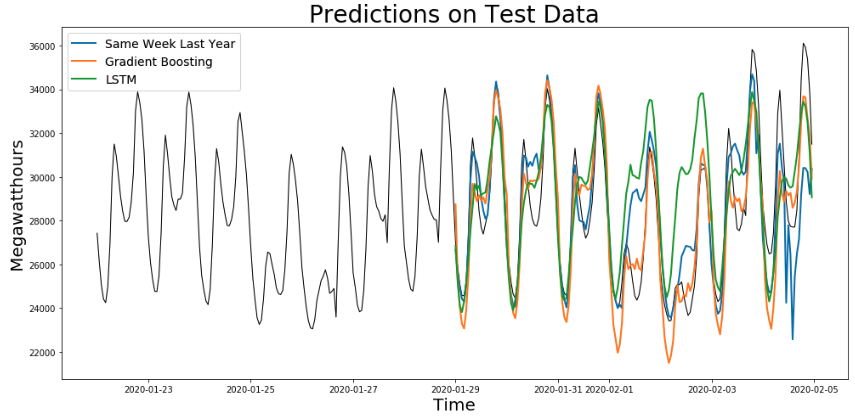 Predictions on Test Data
Same Week Last Year
Gradient Boosting
LSTM
Megawatthours
36000
34000
32000
30000
28000
26000
24000
22000
2020-01-23
2020-01-25
2020-01-27
2020-01-29
2020-01-31
2020-02-01
2020-02-03
2020-02-05
Time